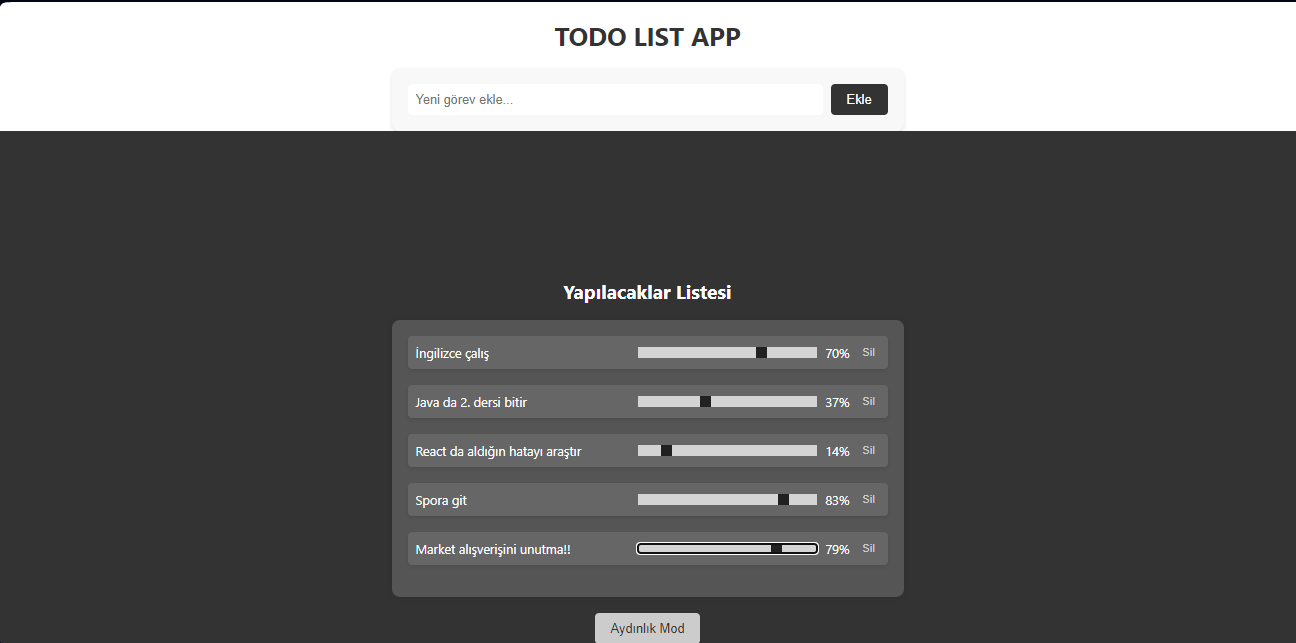 TODO LIST APP
Yeni görev ekle...
Ekle
Yapılacaklar Listesi
İngilizce çalış 70% Sil
Java da 2. dersi bitir 37% Sil
React da aldığın hatayı araştır 14% Sil
Spora git 83% Sil
Market alışverişini unutma!! 79% Sil
Aydınlık Mod